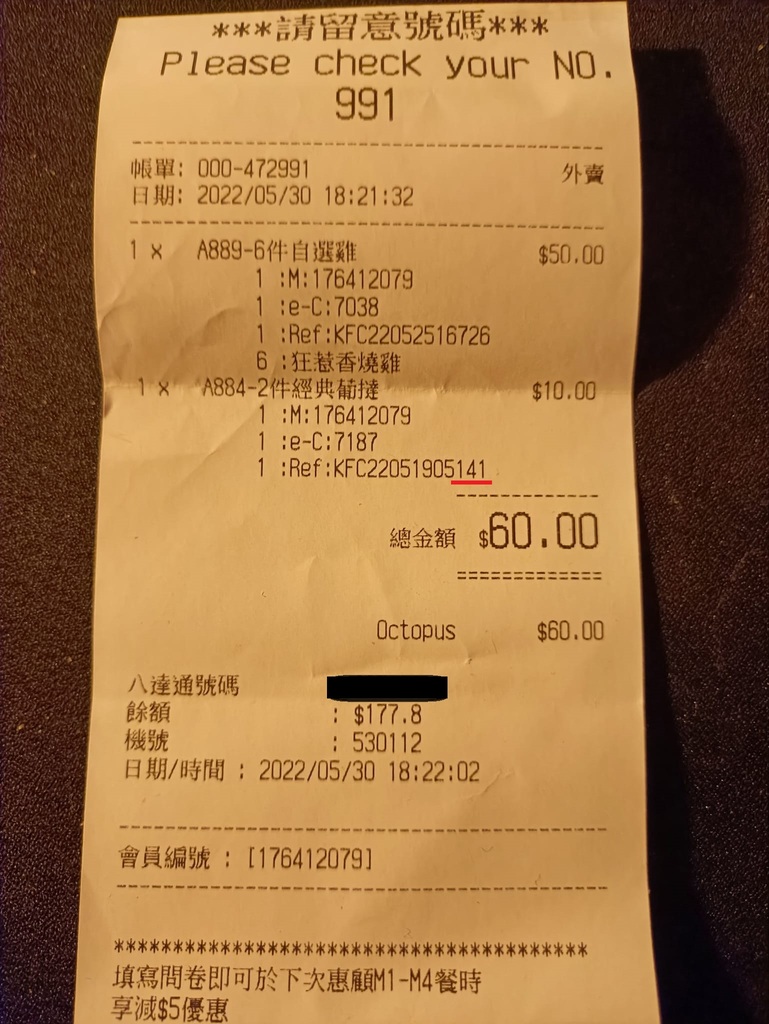 ***請留意號碼***
Please check your NO.
991
帳單: 000-472991 外賣
日期: 2022/05/30 18:21:32
1 x A889-6件自選雞 $50.00
1 :M:176412079
1 :e-C:7038
1 :Ref:KFC22052516726
6 :狂惹香燒雞
1 x A884-2件經典葡撻 $10.00
1 :M:176412079
1 :e-C:7187
1 :Ref:KFC22051905141
總金額 $60.00
Octopus $60.00
八達通號碼
餘額 : $177.8
機號 : 530112
日期/時間 : 2022/05/30 18:22:02
會員編號 : [176412079]
****************************************
填寫問卷即可於下次惠顧M1-M4餐時
享減$5優惠